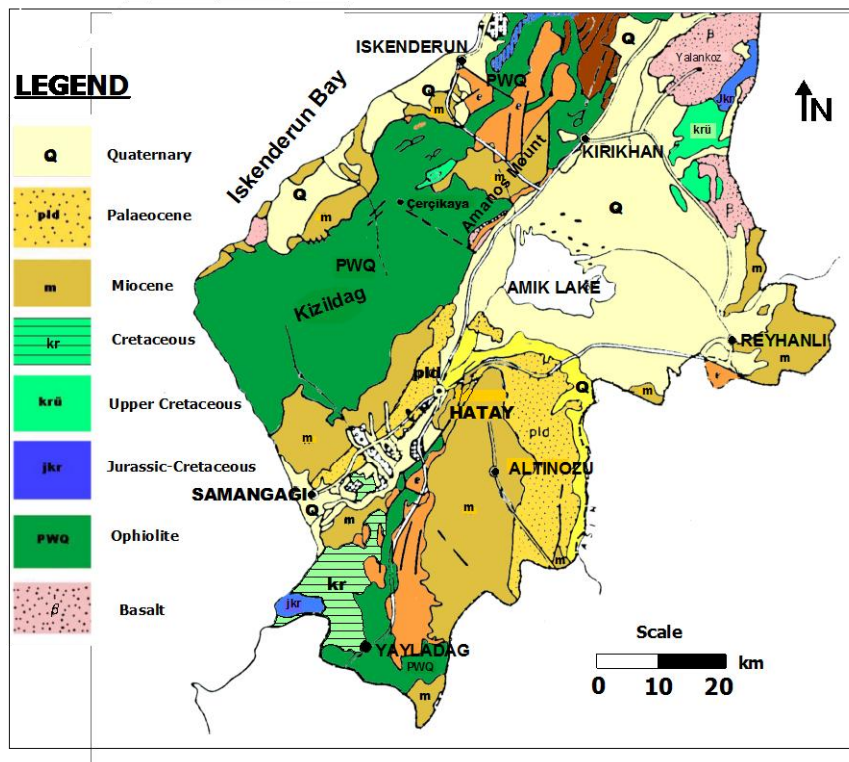 LEGEND
Q Quaternary
pld Palaeocene
m Miocene
kr Cretaceous
krü Upper Cretaceous
jkr Jurassic-Cretaceous
PWQ Ophiolite
β Basalt
ISKENDERUN
Iskenderun Bay
PWQ
Q
β
Yalankoz
Jkr
N
Q
e
e
m
krü
KIRIKHAN
m
Amanos Mount
Q
m
Çerçikaya
Q
β
PWQ
Kizildag
AMIK LAKE
m
REYHANLI
m
pld
HATAY
Q
m
e
pld
m
ALTINOZU
SAMANGAGI
Q
m
e
m
kr
jkr
m
YAYLADAG
PWQ
m
Scale
km
0 10 20